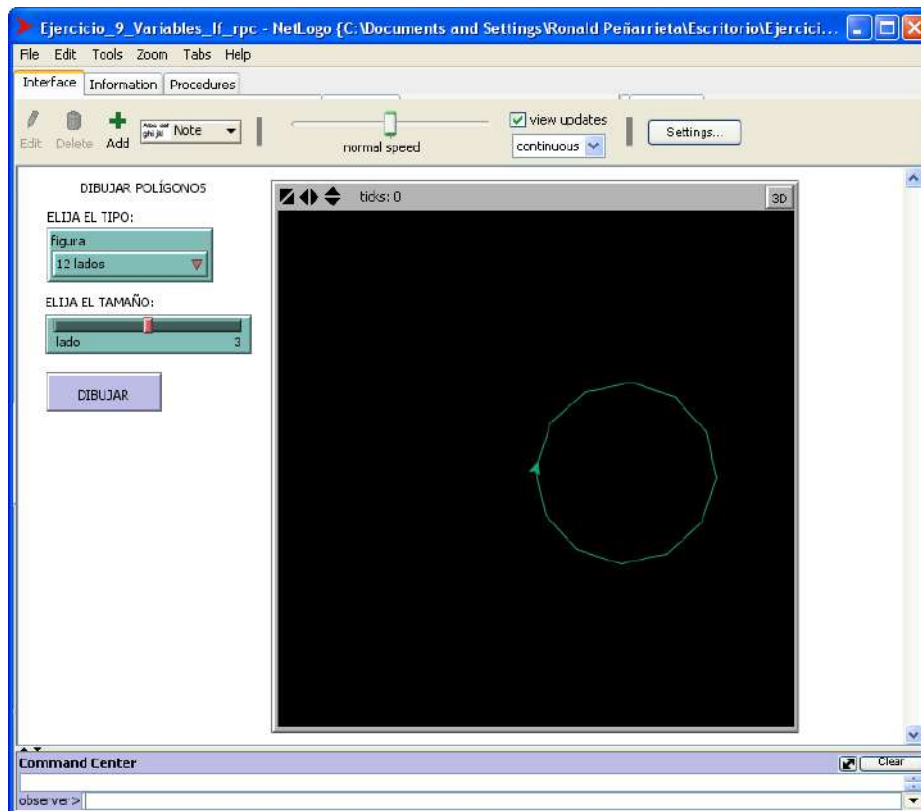 Ejercicio_9_Variables_If_rpc - NetLogo {C:\Documents and Settings\Ronald Peñarrieta\Escritorio\Ejercici...
File Edit Tools Zoom Tabs Help
Interface Information Procedures
Edit Delete Add Note normal speed view updates continuous Settings...
DIBUJAR POLÍGONOS
ticks: 0 3D
ELIJA EL TIPO:
figura
12 lados
ELIJA EL TAMAÑO:
lado 3
DIBUJAR
Command Center Clear
observer>